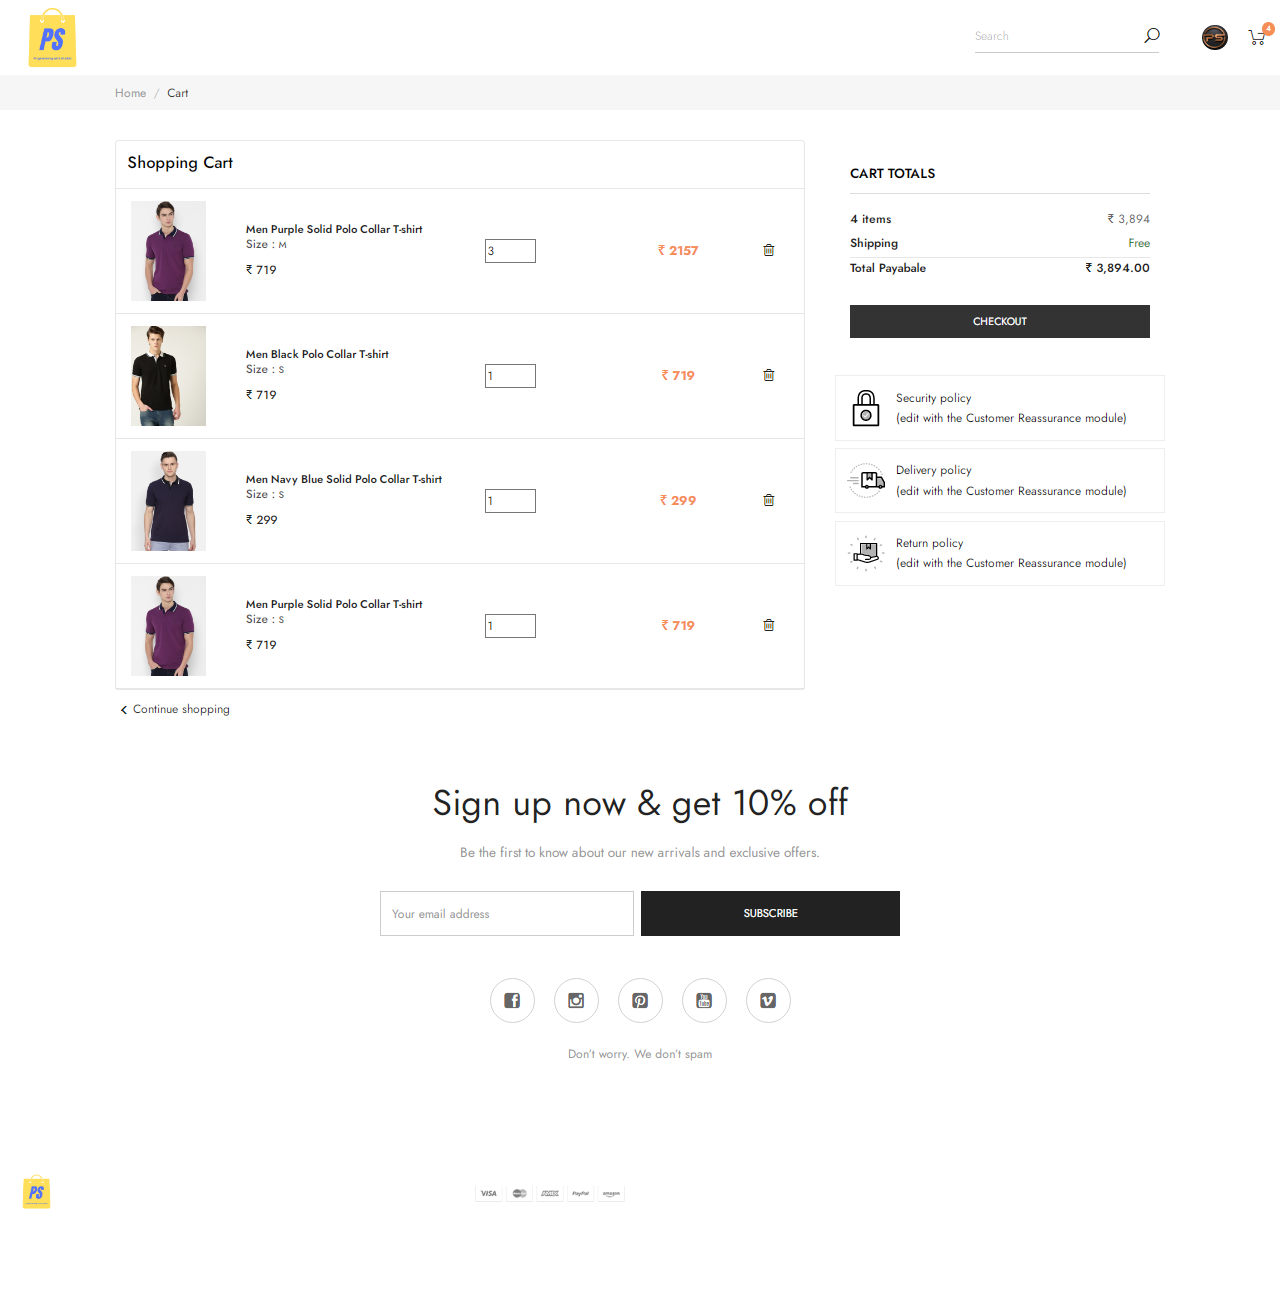 PS
Search
PS
4
Home / Cart
Shopping Cart
Men Purple Solid Polo Collar T-shirt
Size : M
₹ 719
3
₹ 2157
Men Black Polo Collar T-shirt
Size : S
₹ 719
1
₹ 719
Men Navy Blue Solid Polo Collar T-shirt
Size : S
₹ 299
1
₹ 299
Men Purple Solid Polo Collar T-shirt
Size : S
₹ 719
1
₹ 719
Continue shopping
CART TOTALS
4 items ₹ 3,894
Shipping Free
Total Payabale ₹ 3,894.00
CHECKOUT
Security policy
(edit with the Customer Reassurance module)
Delivery policy
(edit with the Customer Reassurance module)
Return policy
(edit with the Customer Reassurance module)
Sign up now & get 10% off
Be the first to know about our new arrivals and exclusive offers.
Your email address
SUBSCRIBE
You Tube
Don't worry. We don't spam
PS
VISA PayPal amazon